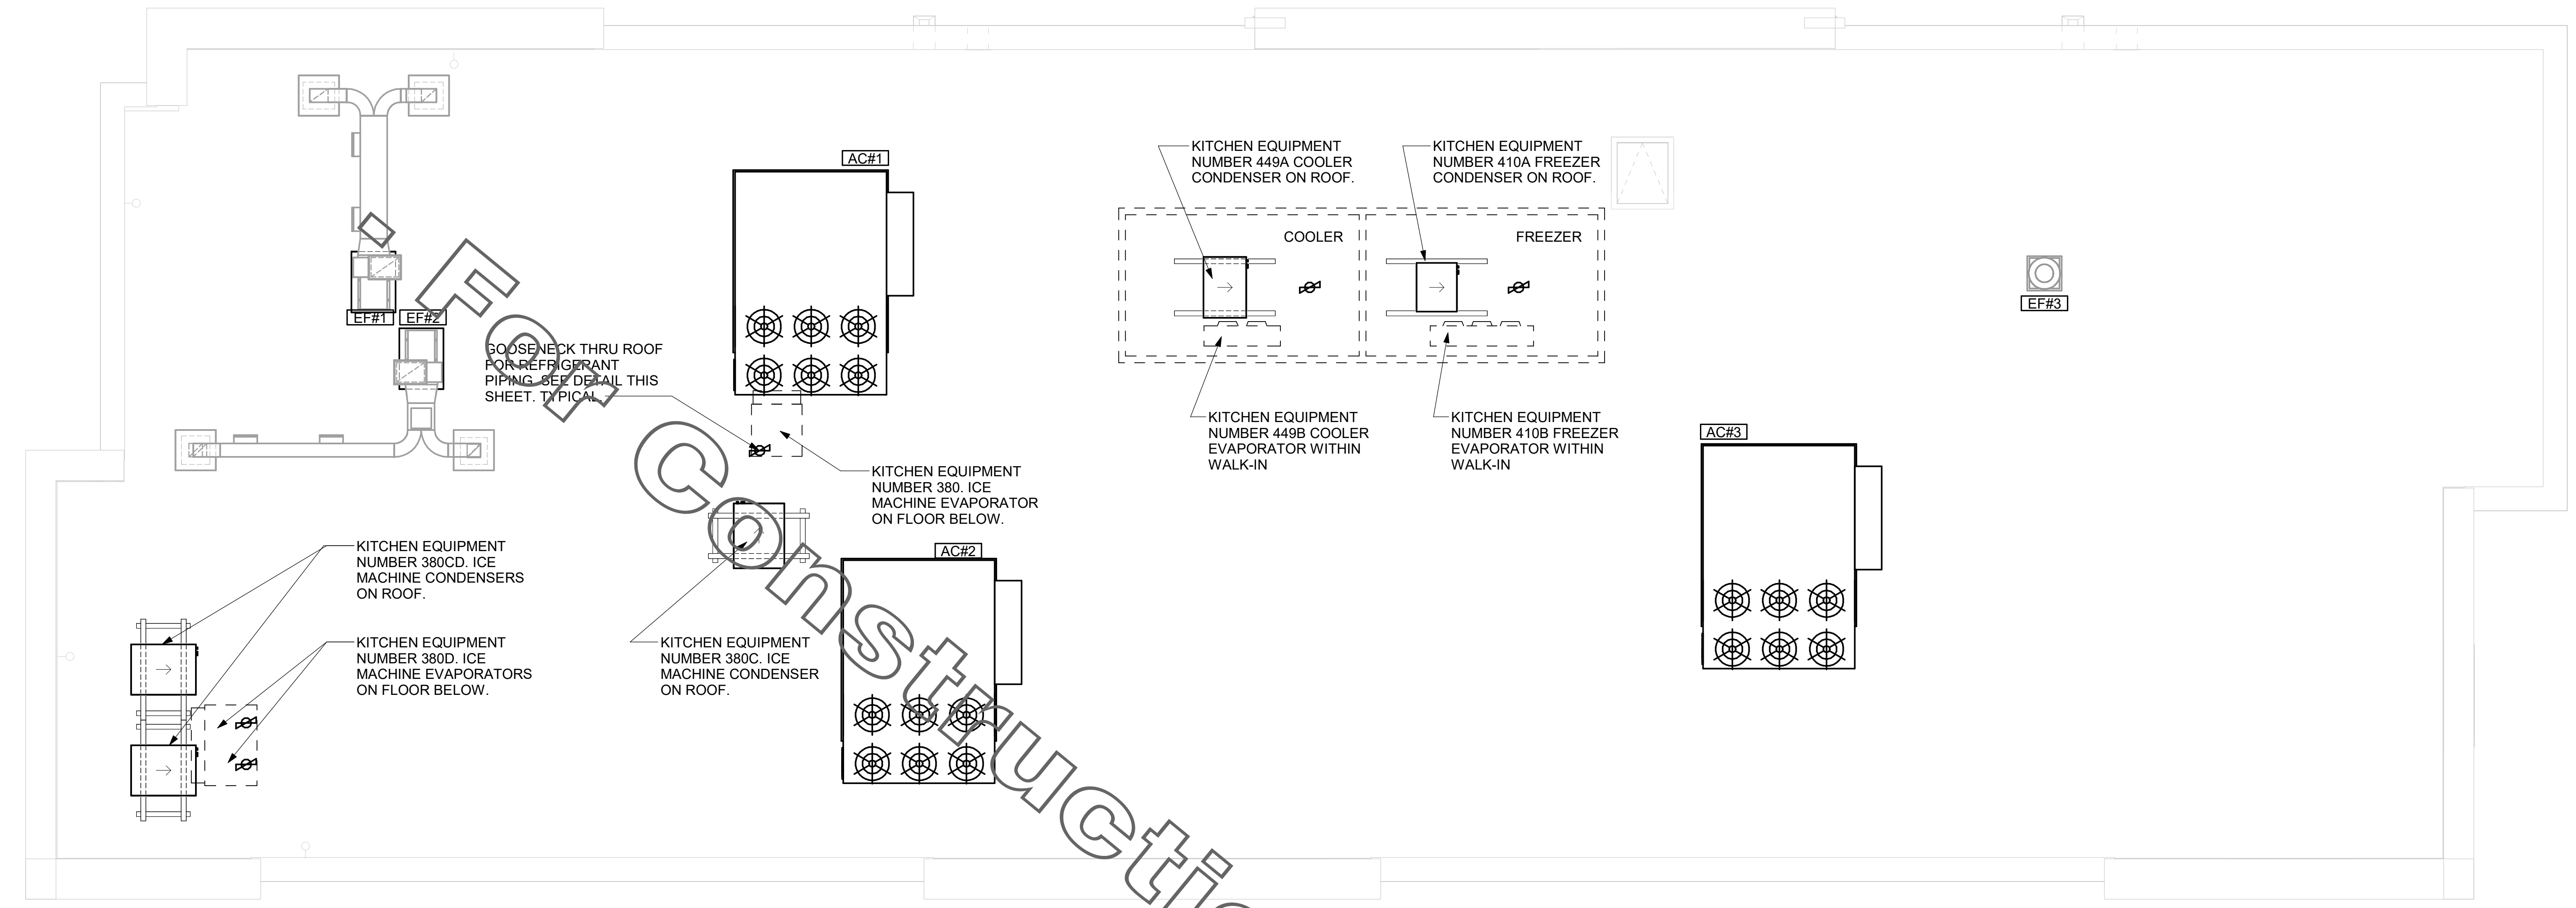 AC#1
KITCHEN EQUIPMENT
NUMBER 449A COOLER
CONDENSER ON ROOF.
KITCHEN EQUIPMENT
NUMBER 410A FREEZER
CONDENSER ON ROOF.
COOLER
FREEZER
EF#1
EF#2
EF#3
GOOSENECK THRU ROOF
FOR REFRIGERANT
PIPING. SEE DETAIL THIS
SHEET. TYPICAL.
KITCHEN EQUIPMENT
NUMBER 449B COOLER
EVAPORATOR WITHIN
WALK-IN
KITCHEN EQUIPMENT
NUMBER 410B FREEZER
EVAPORATOR WITHIN
WALK-IN
AC#3
KITCHEN EQUIPMENT
NUMBER 380. ICE
MACHINE EVAPORATOR
ON FLOOR BELOW.
AC#2
KITCHEN EQUIPMENT
NUMBER 380CD. ICE
MACHINE CONDENSERS
ON ROOF.
KITCHEN EQUIPMENT
NUMBER 380D. ICE
MACHINE EVAPORATORS
ON FLOOR BELOW.
KITCHEN EQUIPMENT
NUMBER 380C. ICE
MACHINE CONDENSER
ON ROOF.
- For Constructi